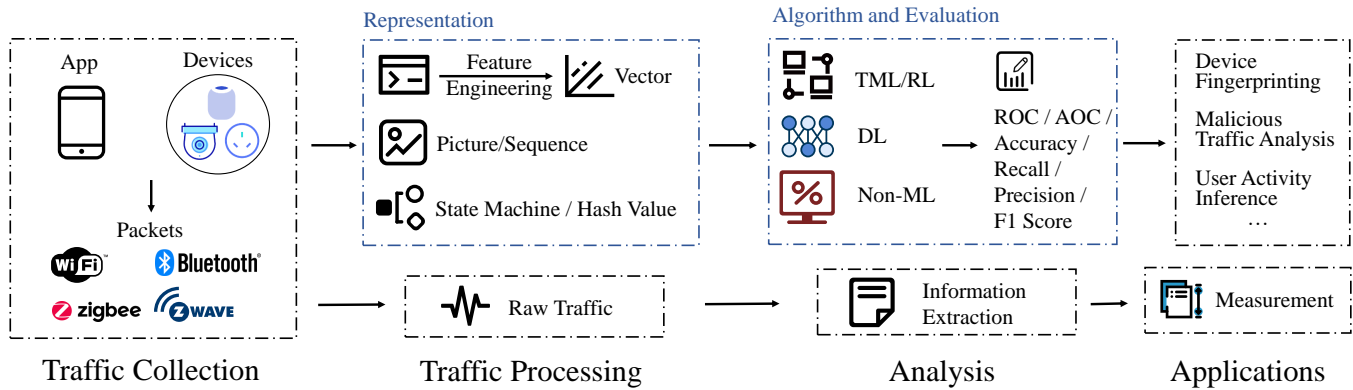 Representation
Algorithm and Evaluation
App
Devices
Packets
WiFi™
Bluetooth®
zigbee
Z WAVE
Feature
Engineering
Vector
Picture/Sequence
State Machine / Hash Value
TML/RL
DL
Non-ML
ROC / AOC /
Accuracy /
Recall /
Precision /
F1 Score
Device
Fingerprinting
Malicious
Traffic Analysis
User Activity
Inference
...
Raw Traffic
Information
Extraction
Measurement
Traffic Collection
Traffic Processing
Analysis
Applications